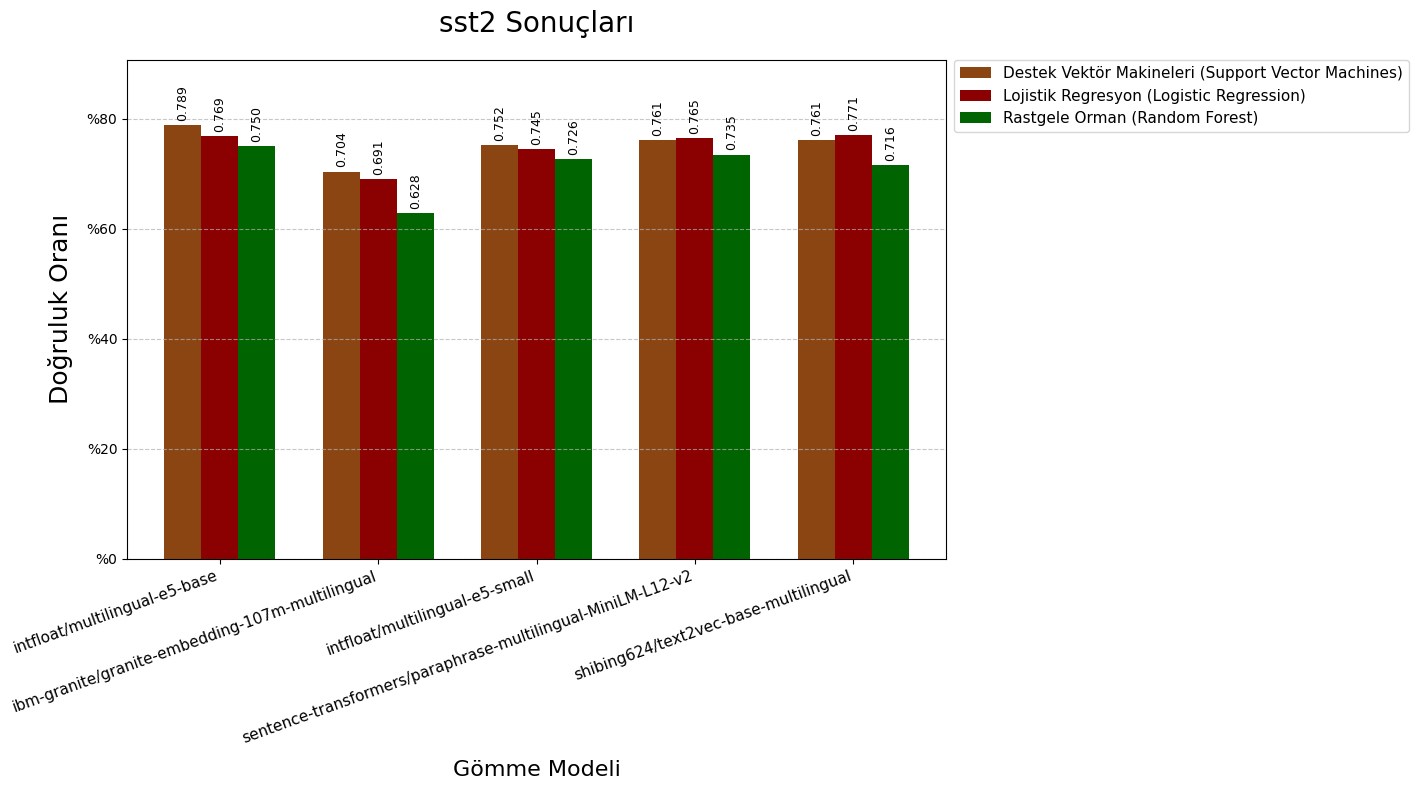 sst2 Sonuçları
Destek Vektör Makineleri (Support Vector Machines)
Lojistik Regresyon (Logistic Regression)
Rastgele Orman (Random Forest)
Doğruluk Oranı
%80
%60
%40
%20
%0
0.789
0.769
0.750
0.704
0.691
0.628
0.752
0.745
0.726
0.761
0.765
0.735
0.761
0.771
0.716
intfloat/multilingual-e5-base
ibm-granite/granite-embedding-107m-multilingual
intfloat/multilingual-e5-small
sentence-transformers/paraphrase-multilingual-MiniLM-L12-v2
shibing624/text2vec-base-multilingual
Gömme Modeli